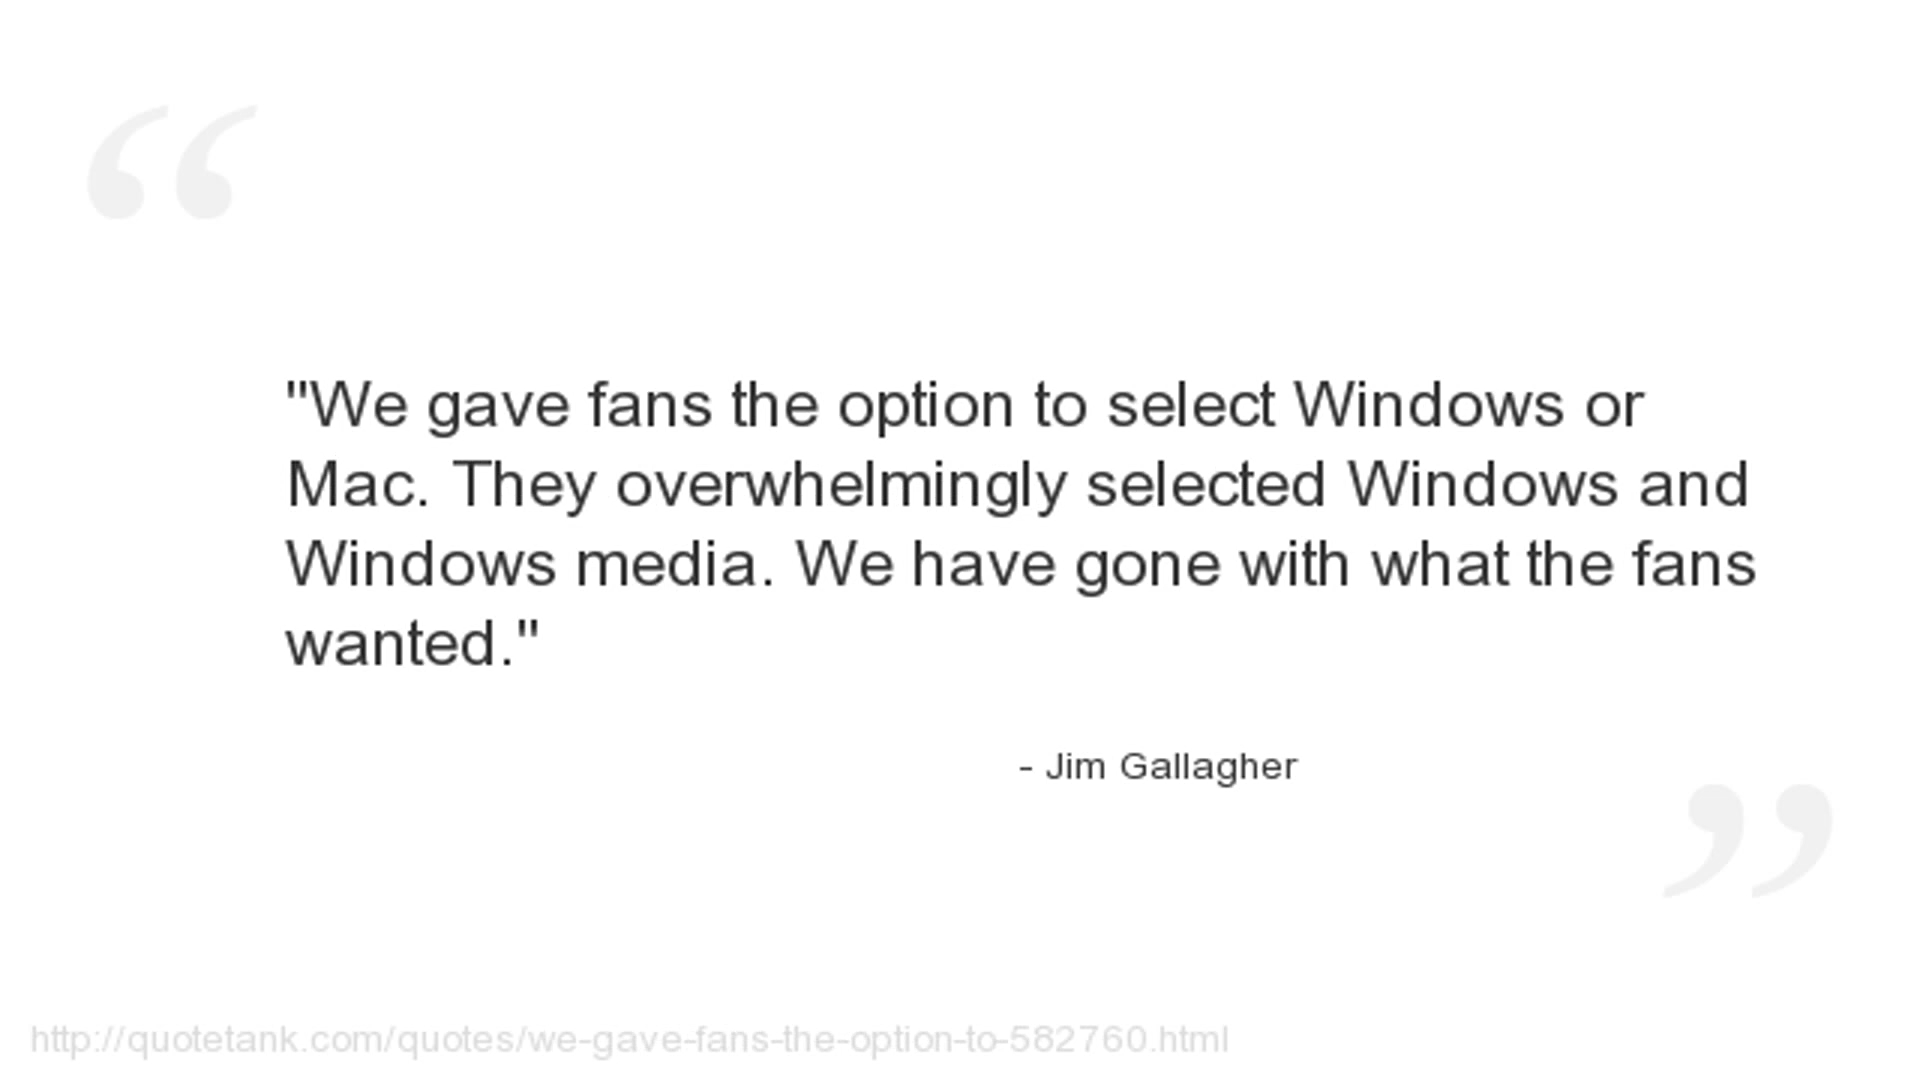 "We gave fans the option to select Windows or
Mac. They overwhelmingly selected Windows and
Windows media. We have gone with what the fans
wanted."
- Jim Gallagher
http://quotetank.com/quotes/we-gave-fans-the-option-to-582760.html